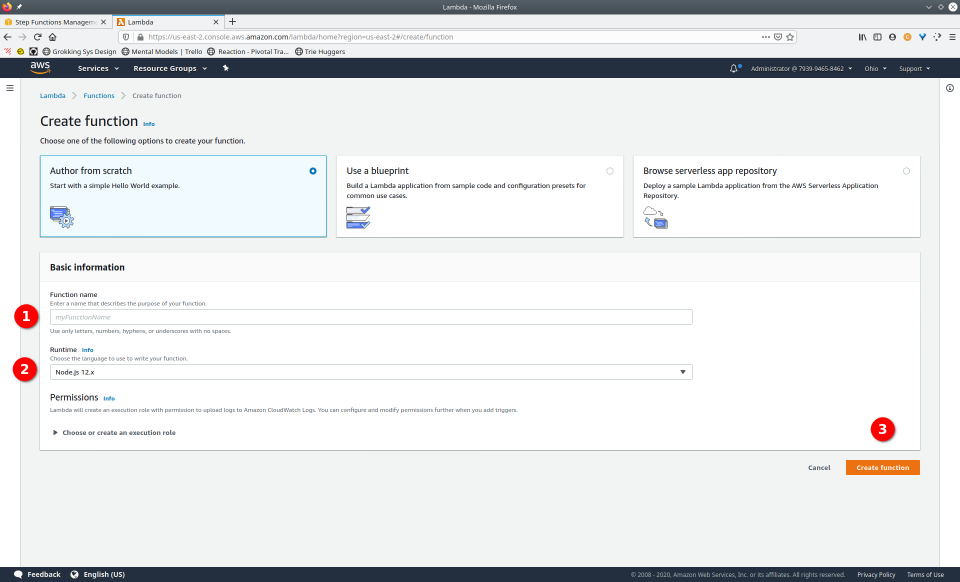 Lambda - Mozilla Firefox
Step Functions Managem
Lambda
https://us-east-2.console.aws.amazon.com/lambda/home?region=us-east-2#/create/function
Grokking Sys Design
Mental Models | Trello
Reaction - Pivotal Tra...
Trie Huggers
aws
Services
Resource Groups
Administrator @ 7939-9465-8462
Ohio
Support
Lambda
Functions
Create function
Create function Info
Choose one of the following options to create your function.
Author from scratch
Start with a simple Hello World example.
Use a blueprint
Build a Lambda application from sample code and configuration presets for
common use cases.
Browse serverless app repository
Deploy a sample Lambda application from the AWS Serverless Application
Repository.
Basic information
Function name
Enter a name that describes the purpose of your function.
1
myFunctionName
Use only letters, numbers, hyphens, or underscores with no spaces.
Runtime Info
Choose the language to use to write your function.
2
Node.js 12.x
Permissions Info
Lambda will create an execution role with permission to upload logs to Amazon CloudWatch Logs. You can configure and modify permissions further when you add triggers.
Choose or create an execution role
3
Cancel
Create function
Feedback
English (US)
© 2008 - 2020, Amazon Web Services, Inc. or its affiliates. All rights reserved.
Privacy Policy
Terms of Use